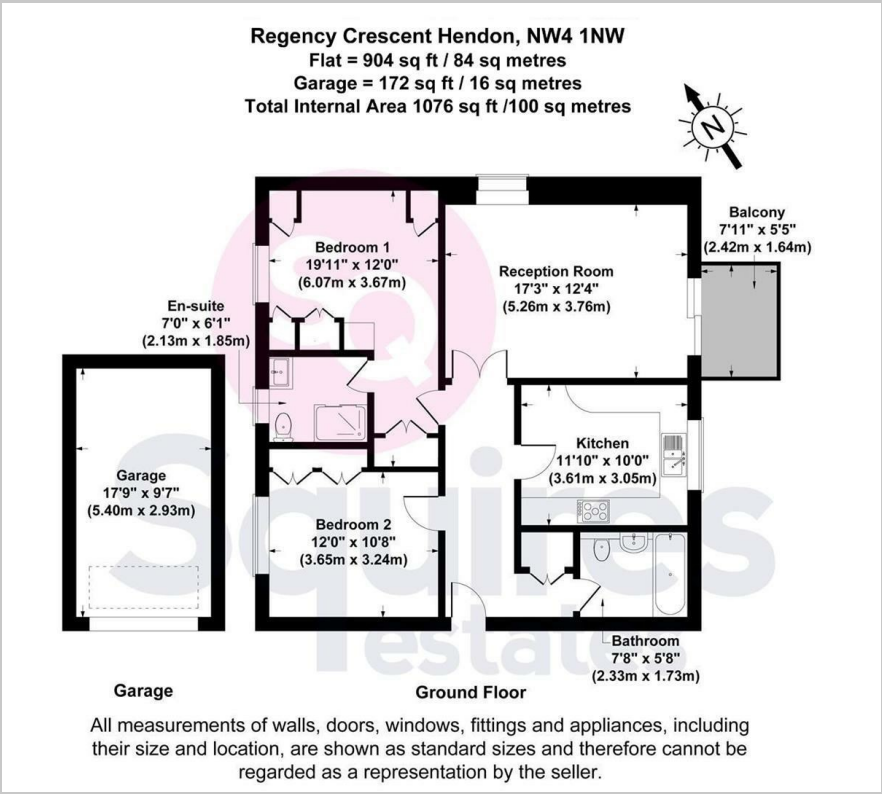 Regency Crescent Hendon, NW4 1NW
Flat = 904 sq ft / 84 sq metres
Garage = 172 sq ft / 16 sq metres
Total Internal Area 1076 sq ft /100 sq metres
N
Balcony
7'11" x 5'5"
(2.42m x 1.64m)
Bedroom 1
19'11" x 12'0"
(6.07m x 3.67m)
Reception Room
17'3" x 12'4"
(5.26m x 3.76m)
En-suite
7'0" x 6'1"
(2.13m x 1.85m)
SQ
Kitchen
11'10" x 10'0"
(3.61m x 3.05m)
Garage
17'9" x 9'7"
(5.40m x 2.93m)
Bedroom 2
12'0" x 10'8"
(3.65m x 3.24m)
Squires
estates
Bathroom
7'8" x 5'8"
(2.33m x 1.73m)
Garage
Ground Floor
All measurements of walls, doors, windows, fittings and appliances, including
their size and location, are shown as standard sizes and therefore cannot be
regarded as a representation by the seller.